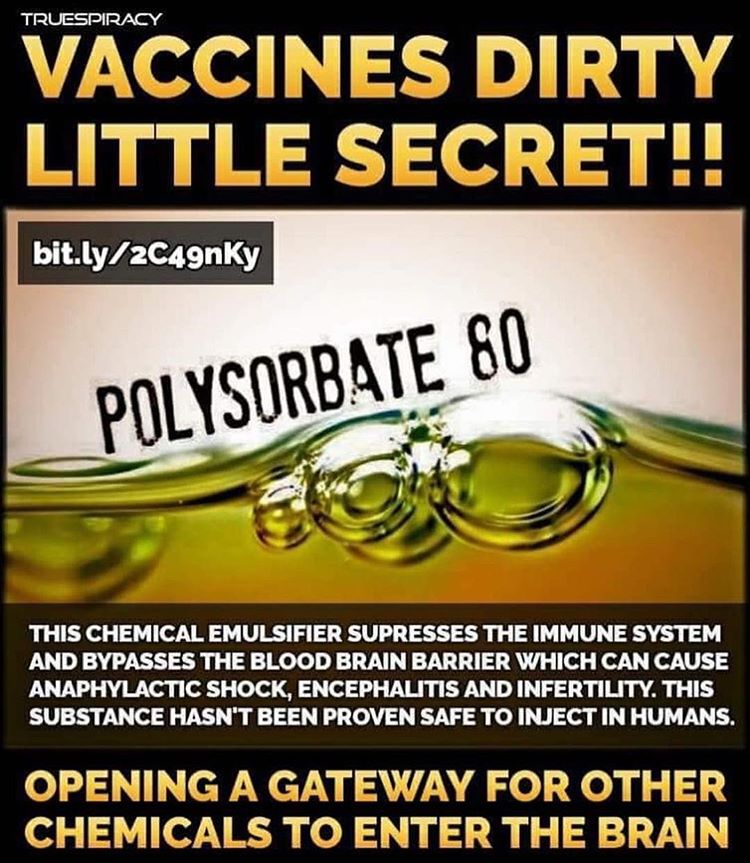 TRUESPIRACY
VACCINES DIRTY
LITTLE SECRET!!
bit.ly/2C49nKy
POLYSORBATE 80
THIS CHEMICAL EMULSIFIER SUPRESSES THE IMMUNE SYSTEM
AND BYPASSES THE BLOOD BRAIN BARRIER WHICH CAN CAUSE
ANAPHYLACTIC SHOCK, ENCEPHALITIS AND INFERTILITY. THIS
SUBSTANCE HASN'T BEEN PROVEN SAFE TO INJECT IN HUMANS.
OPENING A GATEWAY FOR OTHER
CHEMICALS TO ENTER THE BRAIN